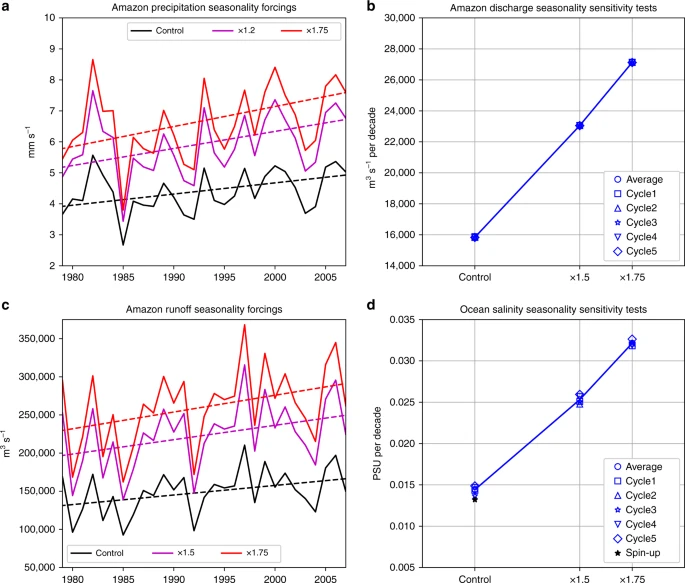 a
Amazon precipitation seasonality forcings
Control
×1.2
×1.75
mm s⁻¹
10
9
8
7
6
5
4
3
2
1980
1985
1990
1995
2000
2005
b
Amazon discharge seasonality sensitivity tests
m³ s⁻¹ per decade
30,000
28,000
26,000
24,000
22,000
20,000
18,000
16,000
14,000
Average
Cycle1
Cycle2
Cycle3
Cycle4
Cycle5
Control
×1.5
×1.75
c
Amazon runoff seasonality forcings
m³ s⁻¹
350,000
300,000
250,000
200,000
150,000
100,000
50,000
Control
×1.5
×1.75
1980
1985
1990
1995
2000
2005
d
Ocean salinity seasonality sensitivity tests
PSU per decade
0.035
0.030
0.025
0.020
0.015
0.010
0.005
Average
Cycle1
Cycle2
Cycle3
Cycle4
Cycle5
Spin-up
Control
×1.5
×1.75